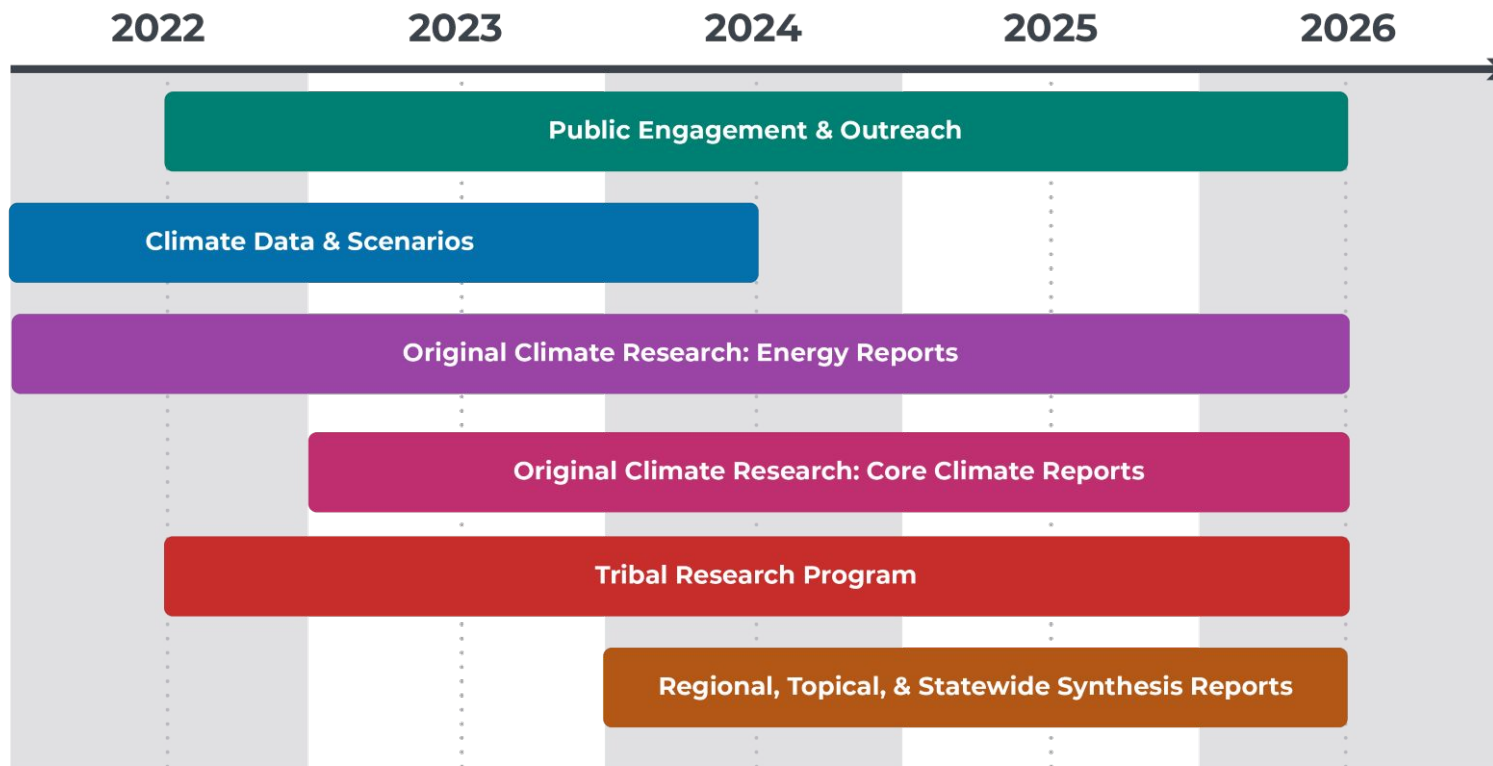 2022 2023 2024 2025 2026
Public Engagement & Outreach
Climate Data & Scenarios
Original Climate Research: Energy Reports
Original Climate Research: Core Climate Reports
Tribal Research Program
Regional, Topical, & Statewide Synthesis Reports